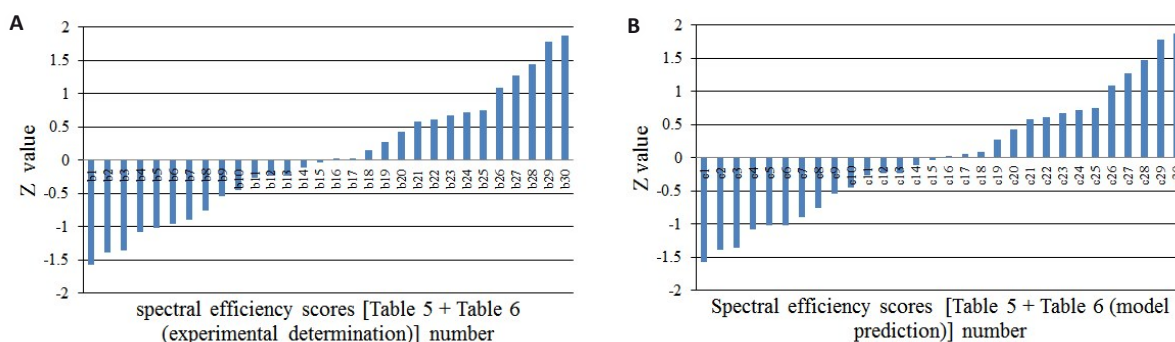 A
2
1.5
1
0.5
0
-0.5
-1
-1.5
-2
Z value
b1 b2 b3 b4 b5 b6 b7 b8 b9 b10 b11 b12 b13 b14 b15 b16 b17 b18 b19 b20 b21 b22 b23 b24 b25 b26 b27 b28 b29 b30
spectral efficiency scores [Table 5 + Table 6
(experimental determination)] number
B
2
1.5
1
0.5
0
-0.5
-1
-1.5
-2
Z value
c1 c2 c3 c4 c5 c6 c7 c8 c9 c10 c11 c12 c13 c14 c15 c16 c17 c18 c19 c20 c21 c22 c23 c24 c25 c26 c27 c28 c29
Spectral efficiency scores [Table 5 + Table 6 (model
prediction)] number